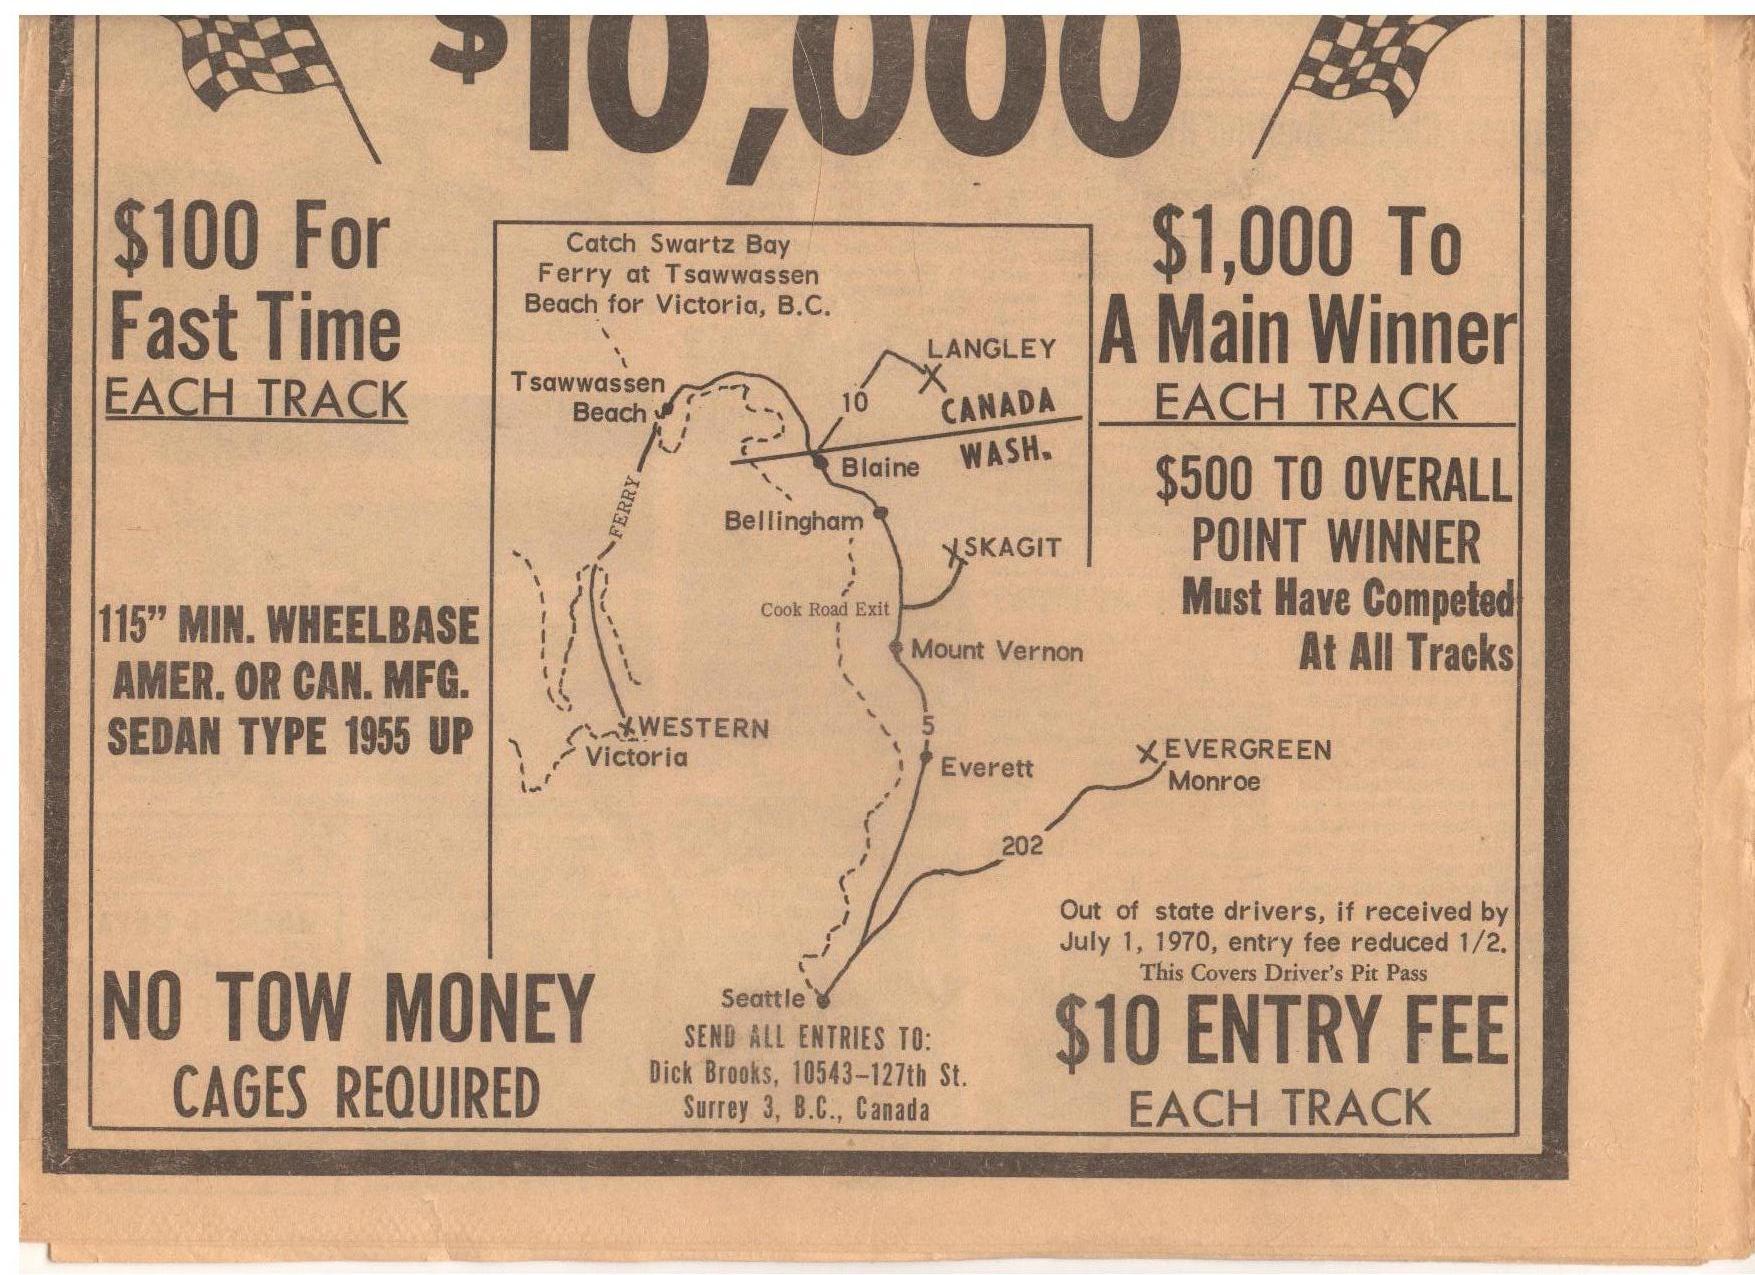 $10,000
$100 For
Fast Time
EACH TRACK
115” MIN. WHEELBASE
AMER. OR CAN. MFG.
SEDAN TYPE 1955 UP
NO TOW MONEY
CAGES REQUIRED
Catch Swartz Bay
Ferry at Tsawwassen
Beach for Victoria, B.C.
LANGLEY
Tsawwassen
Beach
10
CANADA
WASH.
Blaine
FERRY
Bellingham
SKAGIT
Cook Road Exit
Mount Vernon
5
WESTERN
Victoria
Everett
EVERGREEN
Monroe
202
Seattle
SEND ALL ENTRIES TO:
Dick Brooks, 10543–127th St.
Surrey 3, B.C., Canada
$1,000 To
A Main Winner
EACH TRACK
$500 TO OVERALL
POINT WINNER
Must Have Competed
At All Tracks
Out of state drivers, if received by
July 1, 1970, entry fee reduced 1/2.
This Covers Driver's Pit Pass
$10 ENTRY FEE
EACH TRACK